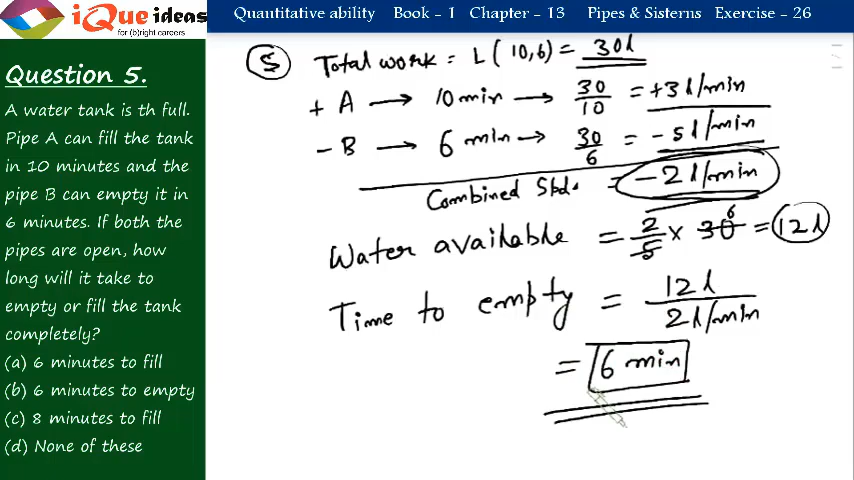 iQue ideas
for (b)right careers
Quantitative ability Book - 1 Chapter - 13 Pipes & Sisterns Exercise - 26
Question 5.
A water tank is th full.
Pipe A can fill the tank
in 10 minutes and the
pipe B can empty it in
6 minutes. If both the
pipes are open, how
long will it take to
empty or fill the tank
completely?
(a) 6 minutes to fill
(b) 6 minutes to empty
(c) 8 minutes to fill
(d) None of these
5 Total work = L (10,6) = 30l
+ A → 10 min → 30/10 = +3 l/min
- B → 6 min → 30/6 = -5 l/min
Combined = -2 l/min
Water available = 2/5 × 30 6 = 12 l
Time to empty = 12 l / 2 l/min
= 6 min